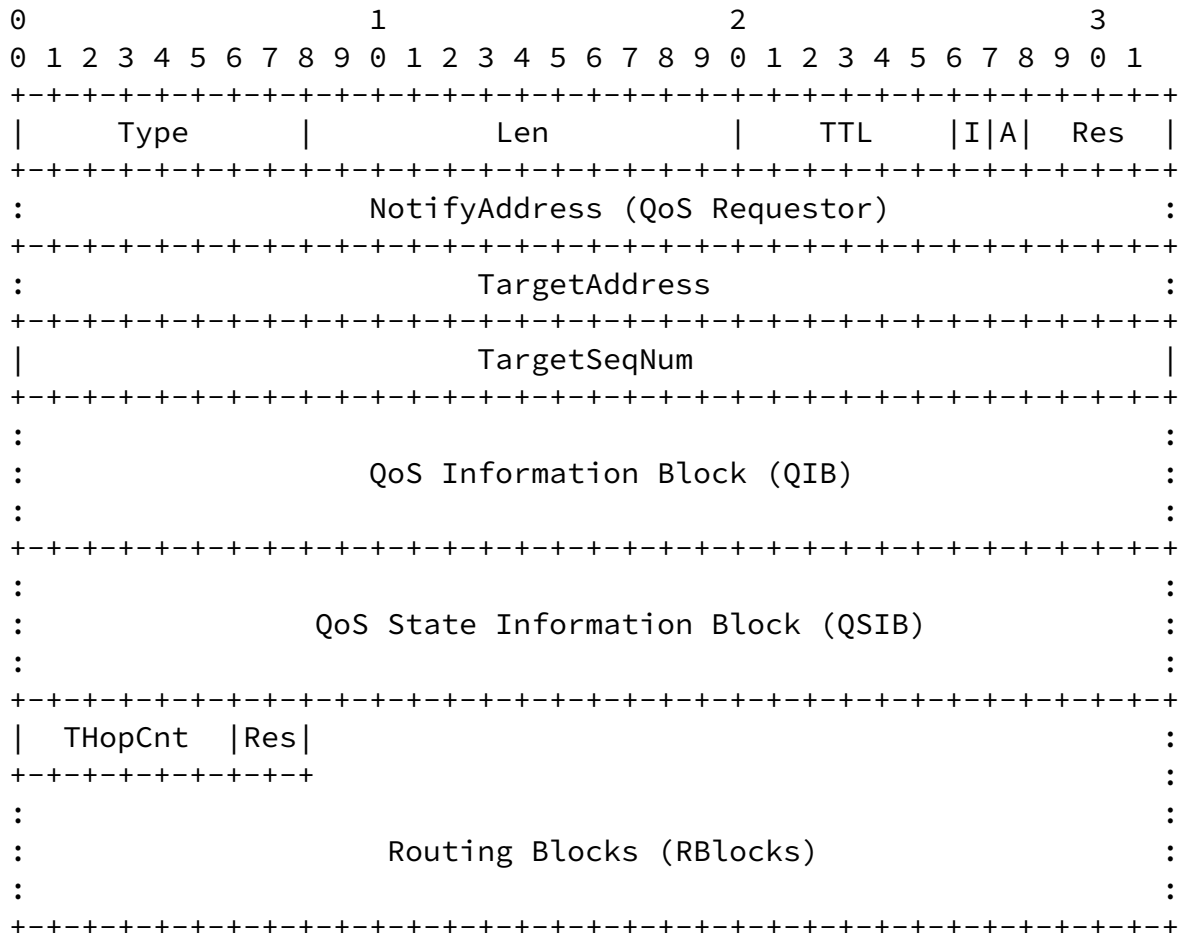 0                   1                   2                   3
0 1 2 3 4 5 6 7 8 9 0 1 2 3 4 5 6 7 8 9 0 1 2 3 4 5 6 7 8 9 0 1
+-+-+-+-+-+-+-+-+-+-+-+-+-+-+-+-+-+-+-+-+-+-+-+-+-+-+-+-+-+-+-+-+
|     Type      |          Len          |    TTL    |I|A|  Res  |
+-+-+-+-+-+-+-+-+-+-+-+-+-+-+-+-+-+-+-+-+-+-+-+-+-+-+-+-+-+-+-+-+
:                   NotifyAddress (QoS Requestor)               :
+-+-+-+-+-+-+-+-+-+-+-+-+-+-+-+-+-+-+-+-+-+-+-+-+-+-+-+-+-+-+-+-+
:                         TargetAddress                         :
+-+-+-+-+-+-+-+-+-+-+-+-+-+-+-+-+-+-+-+-+-+-+-+-+-+-+-+-+-+-+-+-+
|                         TargetSeqNum                          |
+-+-+-+-+-+-+-+-+-+-+-+-+-+-+-+-+-+-+-+-+-+-+-+-+-+-+-+-+-+-+-+-+
:                                                               :
:                   QoS Information Block (QIB)                 :
:                                                               :
+-+-+-+-+-+-+-+-+-+-+-+-+-+-+-+-+-+-+-+-+-+-+-+-+-+-+-+-+-+-+-+-+
:                                                               :
:                QoS State Information Block (QSIB)             :
:                                                               :
+-+-+-+-+-+-+-+-+-+-+-+-+-+-+-+-+-+-+-+-+-+-+-+-+-+-+-+-+-+-+-+-+
|  THopCnt  |Res|                                               :
+-+-+-+-+-+-+-+-+                                               :
:                                                               :
:                    Routing Blocks (RBlocks)                   :
:                                                               :
+-+-+-+-+-+-+-+-+-+-+-+-+-+-+-+-+-+-+-+-+-+-+-+-+-+-+-+-+-+-+-+-+